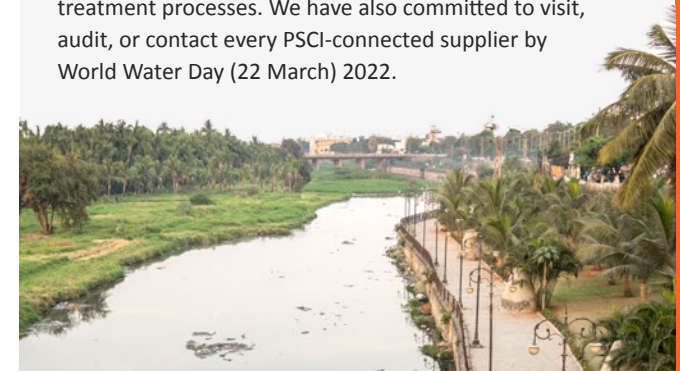 treatment processes. We have also committed to visit,
audit, or contact every PSCI-connected supplier by
World Water Day (22 March) 2022.